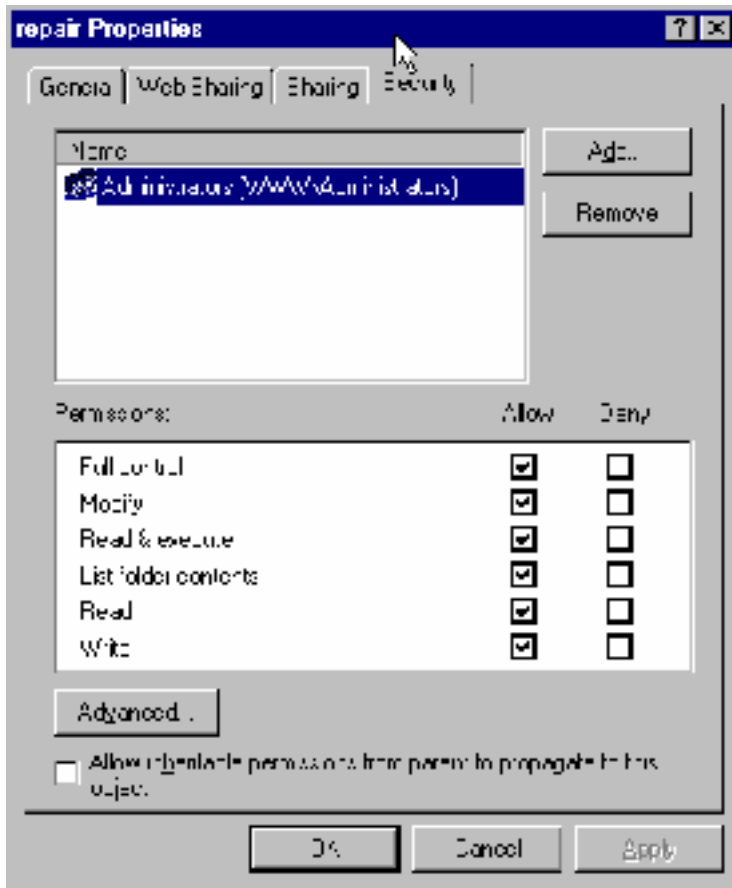 repair Properties
General Web Sharing Sharing Security
Name
Add...
Administrators (WWW\Administrators)
Remove
Permissions: Allow Deny
Full control
Modify
Read & execute
List folder contents
Read
Write
Advanced...
Allow inheritable permissions from parent to propagate to this
object
OK Cancel Apply